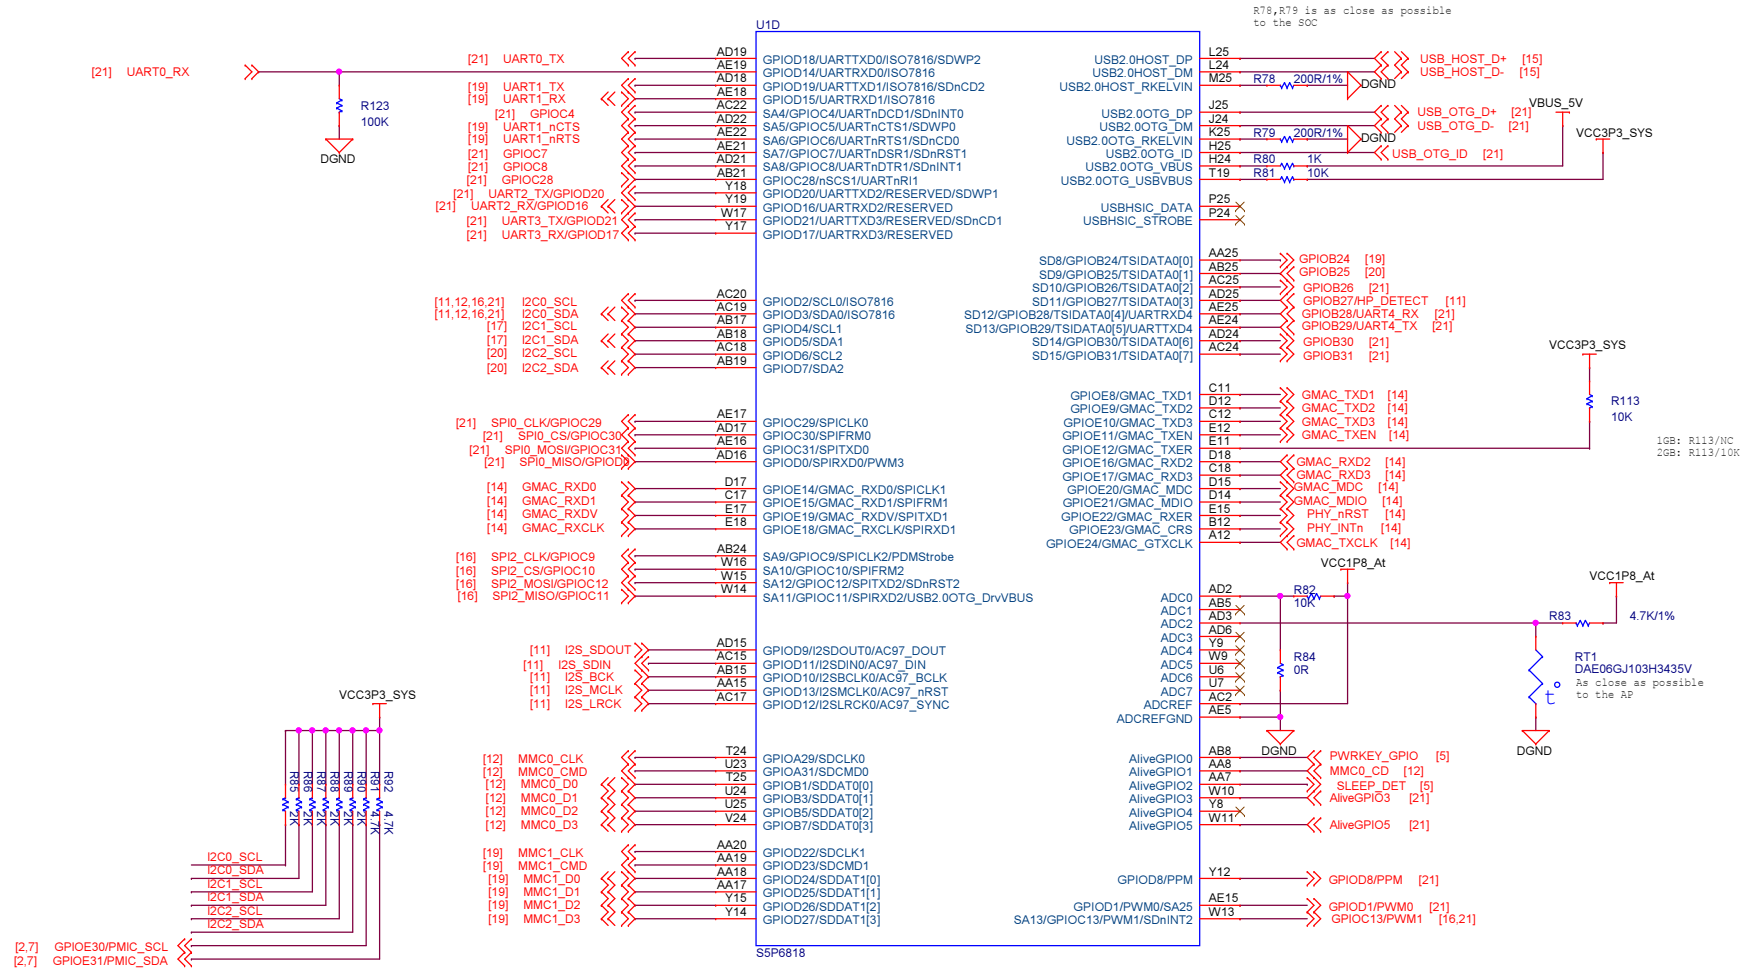 R78,R79 is as close as possible
to the SOC
U1D
[21] UART0_TX AD19 GPIOD18/UARTTXD0/ISO7816/SDWP2
[21] UART0_RX AE19 GPIOD14/UARTRXD0/ISO7816
[19] UART1_TX AD18 GPIOD19/UARTTXD1/ISO7816/SDnCD2
[19] UART1_RX AE18 GPIOD15/UARTRXD1/ISO7816
[21] GPIOC4 AC22 SA4/GPIOC4/UARTnDCD1/SDnINT0
[19] UART1_nCTS AD22 SA5/GPIOC5/UARTnCTS1/SDWP0
[19] UART1_nRTS AE22 SA6/GPIOC6/UARTnRTS1/SDnCD0
[21] GPIOC7 AE21 SA7/GPIOC7/UARTnDSR1/SDnRST1
[21] GPIOC8 AD21 SA8/GPIOC8/UARTnDTR1/SDnINT1
[21] GPIOC28 AB21 GPIOC28/nSCS1/UARTnRI1
[21] UART2_TX/GPIOD20 Y18 GPIOD20/UARTTXD2/RESERVED/SDWP1
[21] UART2_RX/GPIOD16 Y19 GPIOD16/UARTRXD2/RESERVED
[21] UART3_TX/GPIOD21 W17 GPIOD21/UARTTXD3/RESERVED/SDnCD1
[21] UART3_RX/GPIOD17 Y17 GPIOD17/UARTRXD3/RESERVED
R123
100K
DGND
[11,12,16,21] I2C0_SCL AC20 GPIOD2/SCL0/ISO7816
[11,12,16,21] I2C0_SDA AC19 GPIOD3/SDA0/ISO7816
[17] I2C1_SCL AB17 GPIOD4/SCL1
[17] I2C1_SDA AB18 GPIOD5/SDA1
[20] I2C2_SCL AC18 GPIOD6/SCL2
[20] I2C2_SDA AB19 GPIOD7/SDA2
[21] SPI0_CLK/GPIOC29 AE17 GPIOC29/SPICLK0
[21] SPI0_CS/GPIOC30 AD17 GPIOC30/SPIFRM0
[21] SPI0_MOSI/GPIOC31 AE16 GPIOC31/SPITXD0
[21] SPI0_MISO/GPIOD0 AD16 GPIOD0/SPIRXD0/PWM3
[14] GMAC_RXD0 D17 GPIOE14/GMAC_RXD0/SPICLK1
[14] GMAC_RXD1 C17 GPIOE15/GMAC_RXD1/SPIFRM1
[14] GMAC_RXDV E17 GPIOE19/GMAC_RXDV/SPITXD1
[14] GMAC_RXCLK E18 GPIOE18/GMAC_RXCLK/SPIRXD1
[16] SPI2_CLK/GPIOC9 AB24 SA9/GPIOC9/SPICLK2/PDMStrobe
[16] SPI2_CS/GPIOC10 W16 SA10/GPIOC10/SPIFRM2
[16] SPI2_MOSI/GPIOC12 W15 SA12/GPIOC12/SPITXD2/SDnRST2
[16] SPI2_MISO/GPIOC11 W14 SA11/GPIOC11/SPIRXD2/USB2.0OTG_DrvVBUS
[11] I2S_SDOUT AD15 GPIOD9/I2SDOUT0/AC97_DOUT
[11] I2S_SDIN AC15 GPIOD11/I2SDIN0/AC97_DIN
[11] I2S_BCK AB15 GPIOD10/I2SBCLK0/AC97_BCLK
[11] I2S_MCLK AA15 GPIOD13/I2SMCLK0/AC97_nRST
[11] I2S_LRCK AC17 GPIOD12/I2SLRCK0/AC97_SYNC
[12] MMC0_CLK T24 GPIOA29/SDCLK0
[12] MMC0_CMD U23 GPIOA31/SDCMD0
[12] MMC0_D0 T25 GPIOB1/SDDAT0[0]
[12] MMC0_D1 U24 GPIOB3/SDDAT0[1]
[12] MMC0_D2 U25 GPIOB5/SDDAT0[2]
[12] MMC0_D3 V24 GPIOB7/SDDAT0[3]
[19] MMC1_CLK AA20 GPIOD22/SDCLK1
[19] MMC1_CMD AA19 GPIOD23/SDCMD1
[19] MMC1_D0 AA18 GPIOD24/SDDAT1[0]
[19] MMC1_D1 AA17 GPIOD25/SDDAT1[1]
[19] MMC1_D2 Y15 GPIOD26/SDDAT1[2]
[19] MMC1_D3 Y14 GPIOD27/SDDAT1[3]
S5P6818
VCC3P3_SYS
R85 2K
R86 2K
R87 2K
R88 2K
R89 2K
R90 2K
R91 4.7K
R92 4.7K
I2C0_SCL
I2C0_SDA
I2C1_SCL
I2C1_SDA
I2C2_SCL
I2C2_SDA
[2,7] GPIOE30/PMIC_SCL
[2,7] GPIOE31/PMIC_SDA
USB2.0HOST_DP L25 USB_HOST_D+ [15]
USB2.0HOST_DM L24 USB_HOST_D- [15]
USB2.0HOST_RKELVIN M25 R78 200R/1% DGND
USB2.0OTG_DP J25 USB_OTG_D+ [21]
USB2.0OTG_DM J24 USB_OTG_D- [21]
USB2.0OTG_RKELVIN K25 R79 200R/1% DGND
USB2.0OTG_ID H25 USB_OTG_ID [21]
USB2.0OTG_VBUS H24 R80 1K
USB2.0OTG_USBVBUS T19 R81 10K
VBUS_5V
VCC3P3_SYS
USBHSIC_DATA P25
USBHSIC_STROBE P24
SD8/GPIOB24/TSIDATA0[0] AA25 GPIOB24 [19]
SD9/GPIOB25/TSIDATA0[1] AB25 GPIOB25 [20]
SD10/GPIOB26/TSIDATA0[2] AC25 GPIOB26 [21]
SD11/GPIOB27/TSIDATA0[3] AD25 GPIOB27/HP_DETECT [11]
SD12/GPIOB28/TSIDATA0[4]/UARTRXD4 AE25 GPIOB28/UART4_RX [21]
SD13/GPIOB29/TSIDATA0[5]/UARTTXD4 AE24 GPIOB29/UART4_TX [21]
SD14/GPIOB30/TSIDATA0[6] AD24 GPIOB30 [21]
SD15/GPIOB31/TSIDATA0[7] AC24 GPIOB31 [21]
GPIOE8/GMAC_TXD1 C11 GMAC_TXD1 [14]
GPIOE9/GMAC_TXD2 D12 GMAC_TXD2 [14]
GPIOE10/GMAC_TXD3 C12 GMAC_TXD3 [14]
GPIOE11/GMAC_TXEN E12 GMAC_TXEN [14]
GPIOE12/GMAC_TXER E11
GPIOE16/GMAC_RXD2 D18 GMAC_RXD2 [14]
GPIOE17/GMAC_RXD3 C18 GMAC_RXD3 [14]
GPIOE20/GMAC_MDC D15 GMAC_MDC [14]
GPIOE21/GMAC_MDIO D14 GMAC_MDIO [14]
GPIOE22/GMAC_RXER E15 PHY_nRST [14]
GPIOE23/GMAC_CRS B12 PHY_INTn [14]
GPIOE24/GMAC_GTXCLK A12 GMAC_TXCLK [14]
VCC3P3_SYS
R113
10K
1GB: R113/NC
2GB: R113/10K
VCC1P8_At
VCC1P8_At
ADC0 AD2 R82
10K
ADC1 AB5
ADC2 AD3 R83 4.7K/1%
ADC3 AD6
ADC4 Y9
ADC5 W9
ADC6 U6
ADC7 U7
ADCREF AC2
ADCREFGND AE5
R84
0R
DGND
RT1
DAE06GJ103H3435V
As close as possible
to the AP
t°
DGND
AliveGPIO0 AB8 PWRKEY_GPIO [5]
AliveGPIO1 AA8 MMC0_CD [12]
AliveGPIO2 AA7 SLEEP_DET [5]
AliveGPIO3 W10 AliveGPIO3 [21]
AliveGPIO4 Y8
AliveGPIO5 W11 AliveGPIO5 [21]
GPIOD8/PPM Y12 GPIOD8/PPM [21]
GPIOD1/PWM0/SA25 AE15 GPIOD1/PWM0 [21]
SA13/GPIOC13/PWM1/SDnINT2 W13 GPIOC13/PWM1 [16,21]